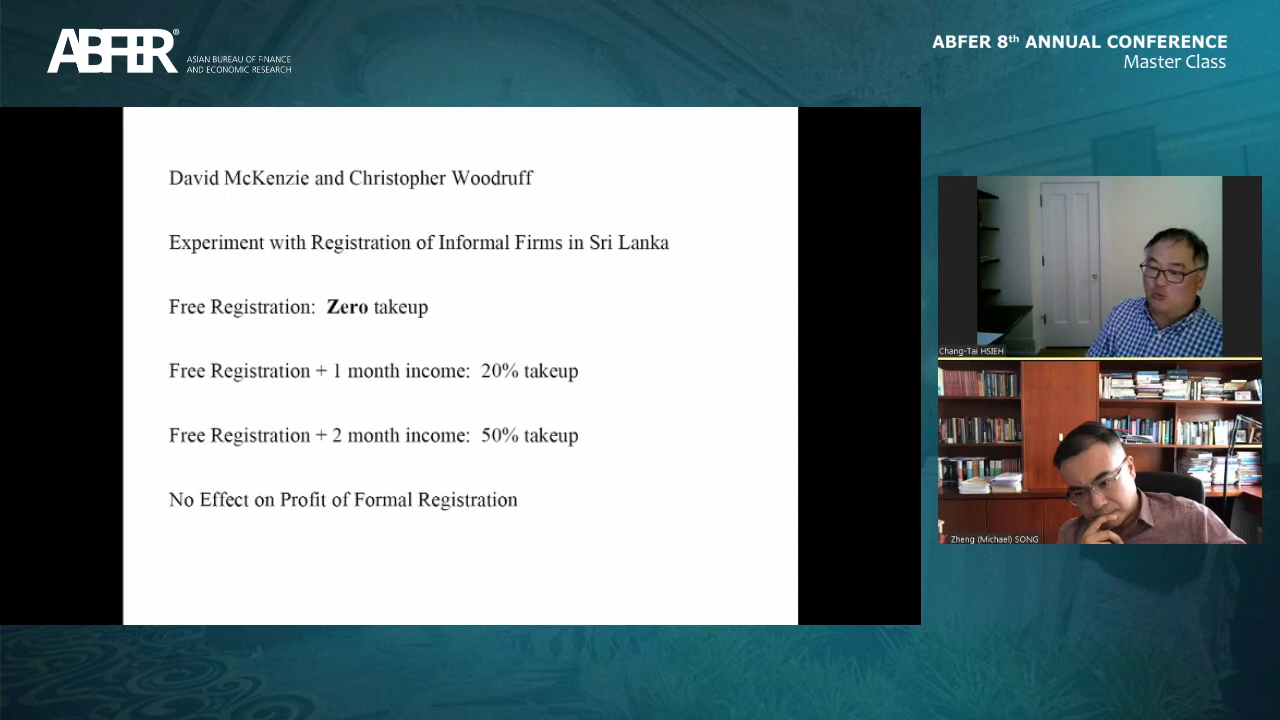 ABFER®
ASIAN BUREAU OF FINANCE
AND ECONOMIC RESEARCH
ABFER 8th ANNUAL CONFERENCE
Master Class
David McKenzie and Christopher Woodruff
Experiment with Registration of Informal Firms in Sri Lanka
Free Registration: Zero takeup
Free Registration + 1 month income: 20% takeup
Free Registration + 2 month income: 50% takeup
No Effect on Profit of Formal Registration
Chang-Tai HSIEH
Zheng (Michael) SONG